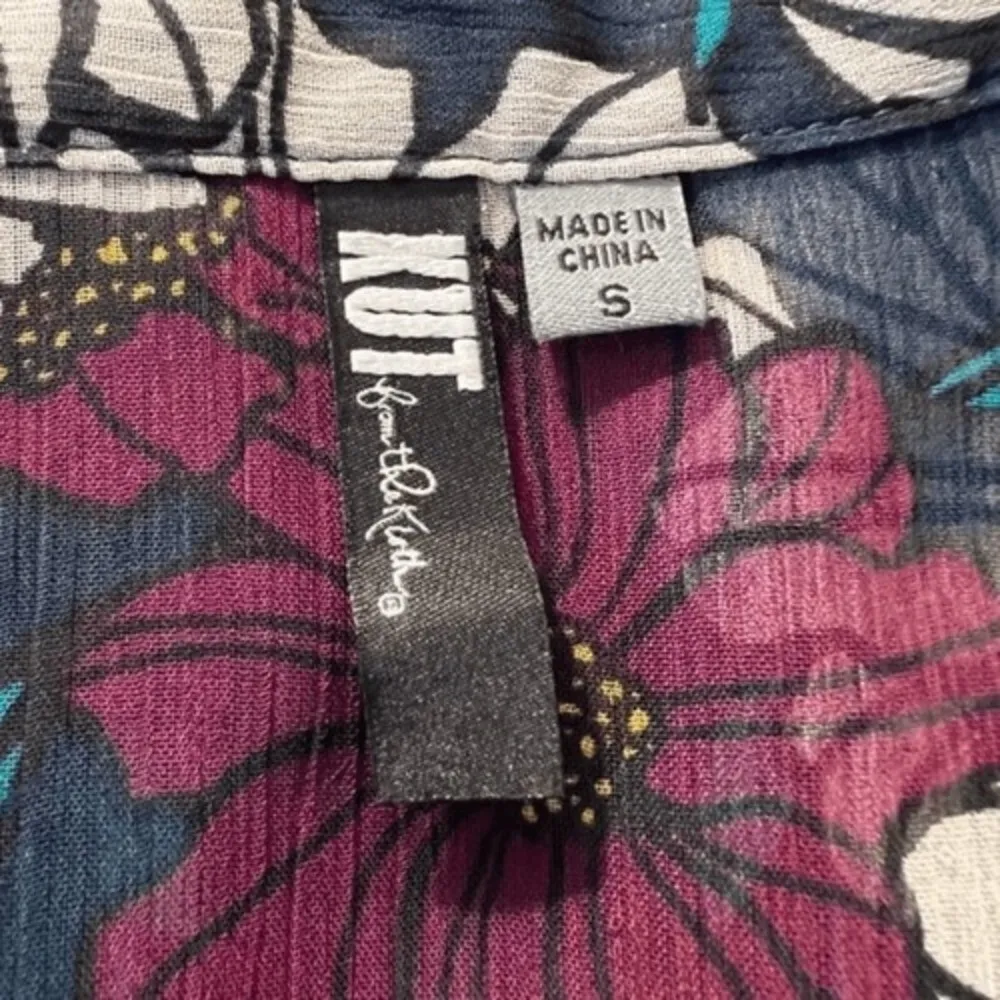 KUT
from the Kloth®
MADE IN
CHINA
S